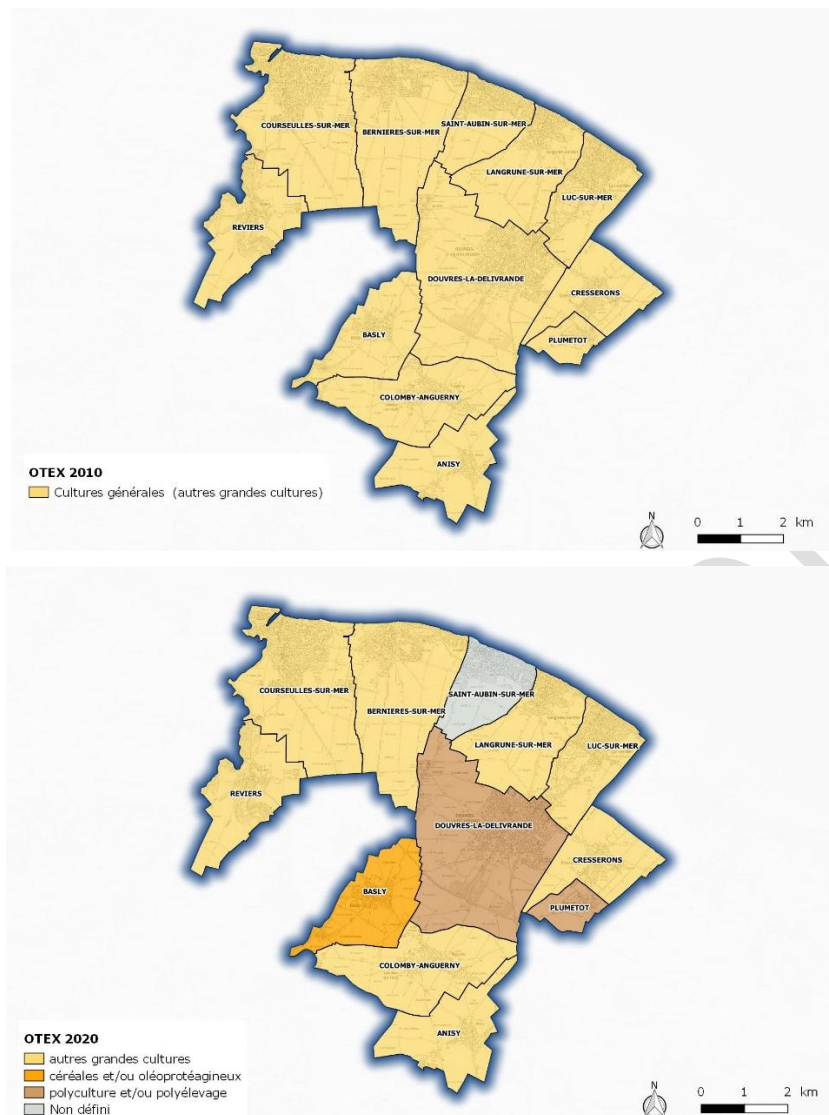 COURSEULLES-SUR-MER
BERNIERES-SUR-MER
SAINT-AUBIN-SUR-MER
LANGRUNE-SUR-MER
LUC-SUR-MER
REVIERS
DOUVRES-LA-DELIVRANDE
CRESSERONS
BASLY
PLUMETOT
COLOMBY-ANGUERNY
ANISY
OTEX 2010
Cultures générales (autres grandes cultures)
N
0 1 2 km
COURSEULLES-SUR-MER
SAINT-AUBIN-SUR-MER
BERNIERES-SUR-MER
LANGRUNE-SUR-MER
LUC-SUR-MER
REVIERS
DOUVRES-LA-DELIVRANDE
CRESSERONS
BASLY
PLUMETOT
COLOMBY-ANGUERNY
ANISY
OTEX 2020
autres grandes cultures
céréales et/ou oléoprotéagineux
polyculture et/ou polyélevage
Non défini
N
0 1 2 km